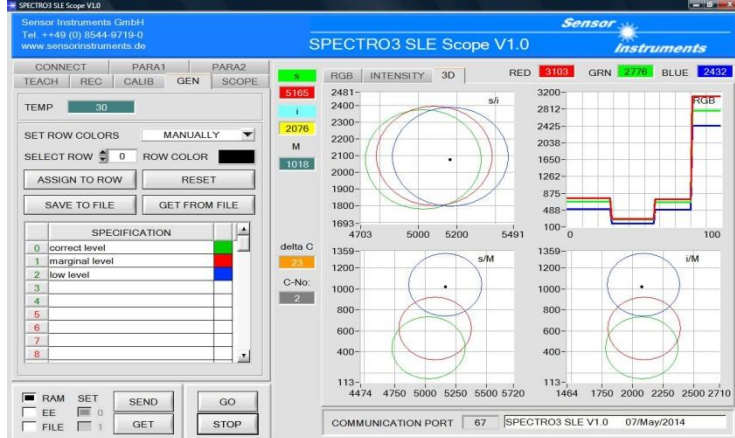 SPECTRO3 SLE Scope V1.0
Sensor Instruments GmbH
Tel. ++49 (0) 8544-9719-0
www.sensorinstruments.de
SPECTRO3 SLE Scope V1.0
Sensor
Instruments
CONNECT PARA1 PARA2
TEACH REC CALIB GEN SCOPE
TEMP 30
SET ROW COLORS MANUALLY
SELECT ROW 0 ROW COLOR
ASSIGN TO ROW RESET
SAVE TO FILE GET FROM FILE
SPECIFICATION
0 correct level
1 marginal level
2 low level
3
4
5
6
7
8
RAM SET SEND GO
EE 0
FILE 1 GET STOP
s
5165
i
2076
M
1018
delta C
23
C-No:
2
RGB INTENSITY 3D RED 3103 GRN 2776 BLUE 2432
s/i
2481
2400
2300
2200
2100
2000
1900
1800
1693
4703 5000 5200 5491
RGB
3200
2812
2425
2038
1650
1262
875
488
100
0 100
s/M
1359
1200
1000
800
600
400
113
4474 4750 5000 5250 5500 5720
i/M
1359
1200
1000
800
600
400
113
1464 1750 2000 2250 2500 2710
COMMUNICATION PORT 67 SPECTRO3 SLE V1.0 07/May/2014